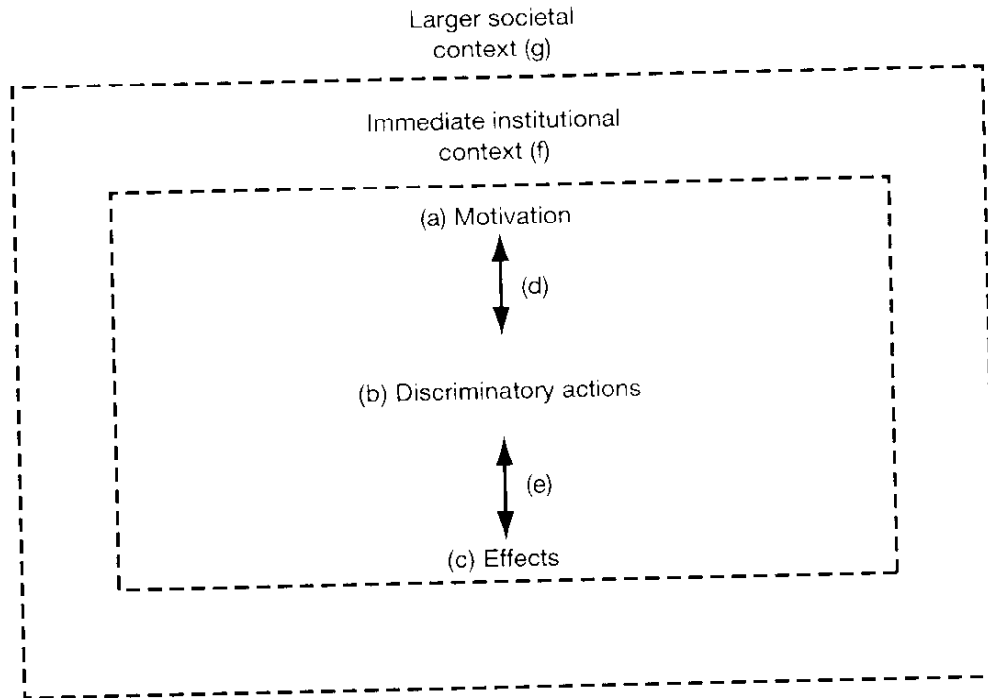 Larger societal
context (g)
Immediate institutional
context (f)
(a) Motivation
(d)
(b) Discriminatory actions
(e)
(c) Effects